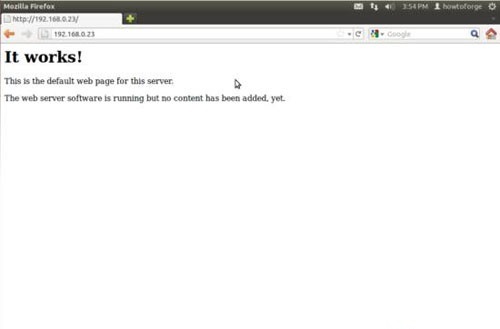 Mozilla Firefox
3:54 PM howtoforge
http://192.168.0.23/
192.168.0.23
Google
It works!
This is the default web page for this server.
The web server software is running but no content has been added, yet.